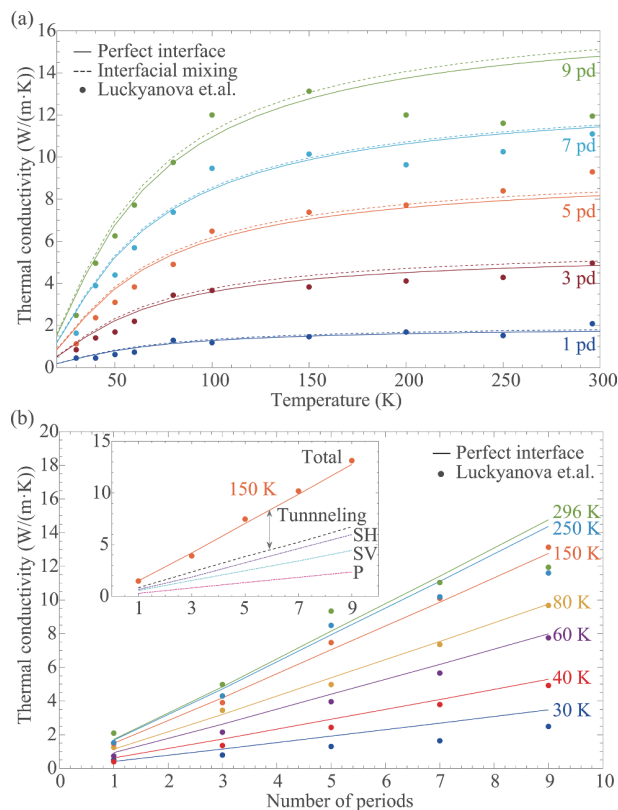 (a)
16
14
12
10
8
6
4
2
0
Thermal conductivity (W/(m·K))
Perfect interface
Interfacial mixing
Luckyanova et.al.
9 pd
7 pd
5 pd
3 pd
1 pd
50 100 150 200 250 300
Temperature (K)
(b)
20
18
16
14
12
10
8
6
4
2
0
Thermal conductivity (W/(m·K))
15
10
5
0
1 3 5 7 9
150 K
Total
Tunnneling
SH
SV
P
Perfect interface
Luckyanova et.al.
296 K
250 K
150 K
80 K
60 K
40 K
30 K
0 1 2 3 4 5 6 7 8 9 10
Number of periods